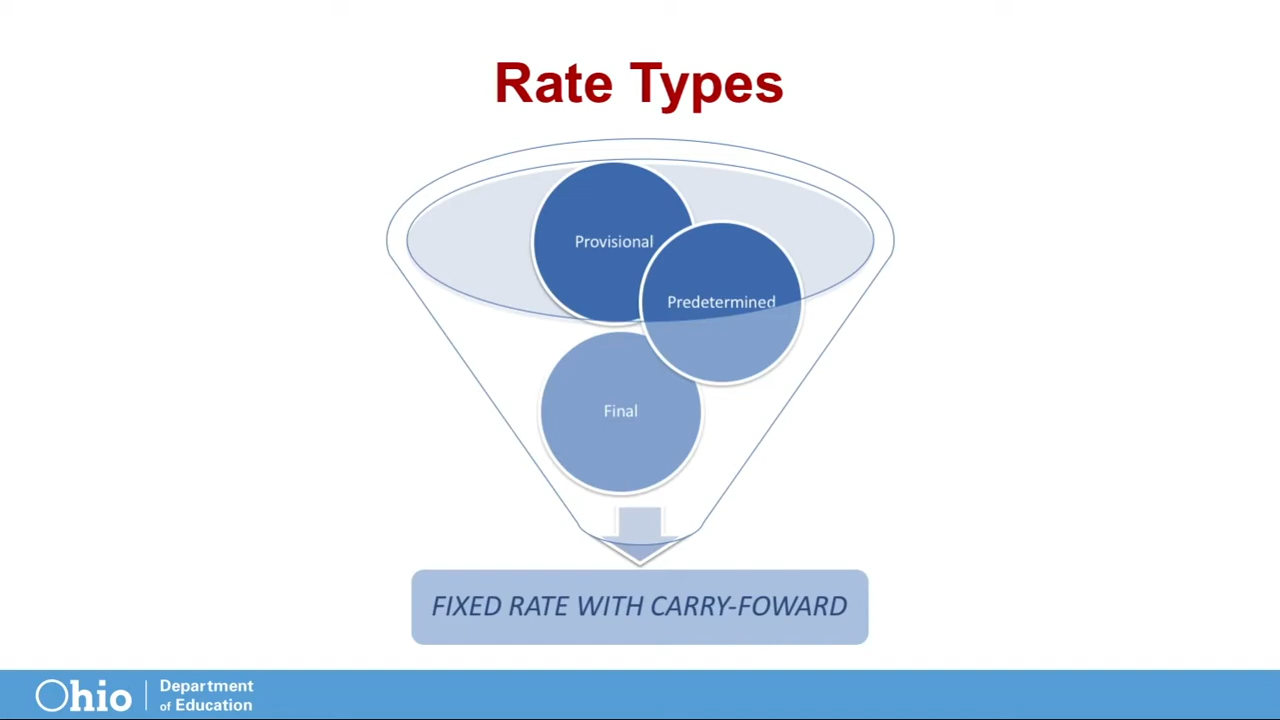 Rate Types
Provisional
Predetermined
Final
FIXED RATE WITH CARRY-FOWARD
Ohio
Department
of Education